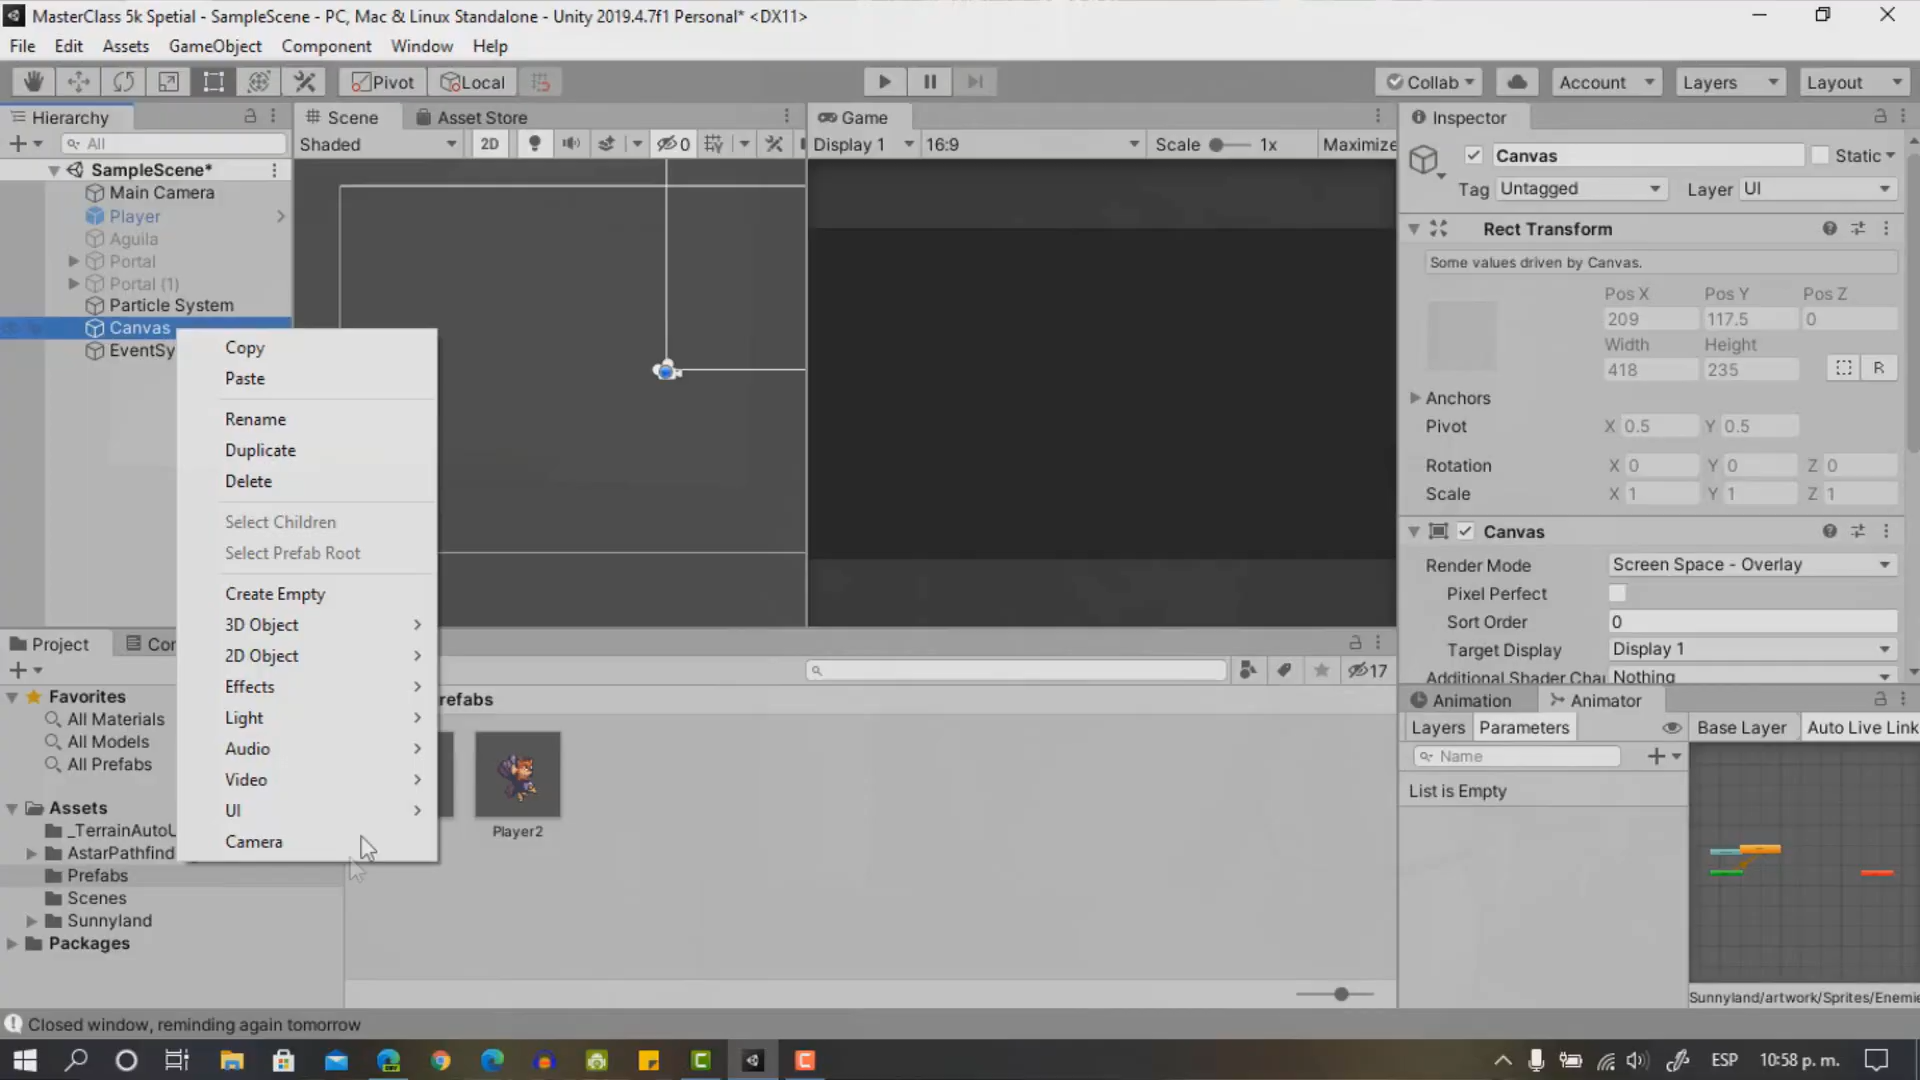 MasterClass 5k Spetial - SampleScene - PC, Mac & Linux Standalone - Unity 2019.4.7f1 Personal* <DX11>
File Edit Assets GameObject Component Window Help
Pivot Local Collab Account Layers Layout
Hierarchy Scene Asset Store Game Inspector
All Shaded 2D 0 Display 1 16:9 Scale 1x Maximize
Canvas Static
SampleScene*
Main Camera
Player
Aguila
Portal
Portal (1)
Particle System
Canvas
EventSy
Copy
Paste
Rename
Duplicate
Delete
Select Children
Select Prefab Root
Create Empty
3D Object
2D Object
Effects
Light
Audio
Video
UI
Camera
Tag Untagged Layer UI
Rect Transform
Some values driven by Canvas.
Pos X Pos Y Pos Z
209 117.5 0
Width Height
418 235 R
Anchors
Pivot X 0.5 Y 0.5
Rotation X 0 Y 0 Z 0
Scale X 1 Y 1 Z 1
Canvas
Render Mode Screen Space - Overlay
Pixel Perfect
Sort Order 0
Target Display Display 1
Additional Shader Chan Nothing
Project Con
17
Favorites
All Materials
All Models
All Prefabs
Assets
_TerrainAutoU
AstarPathfind
Prefabs
Scenes
Sunnyland
Packages
refabs
Player2
Animation Animator
Layers Parameters Base Layer Auto Live Link
Name
List is Empty
Sunnyland/artwork/Sprites/Enemie
Closed window, reminding again tomorrow
ESP 10:58 p. m.